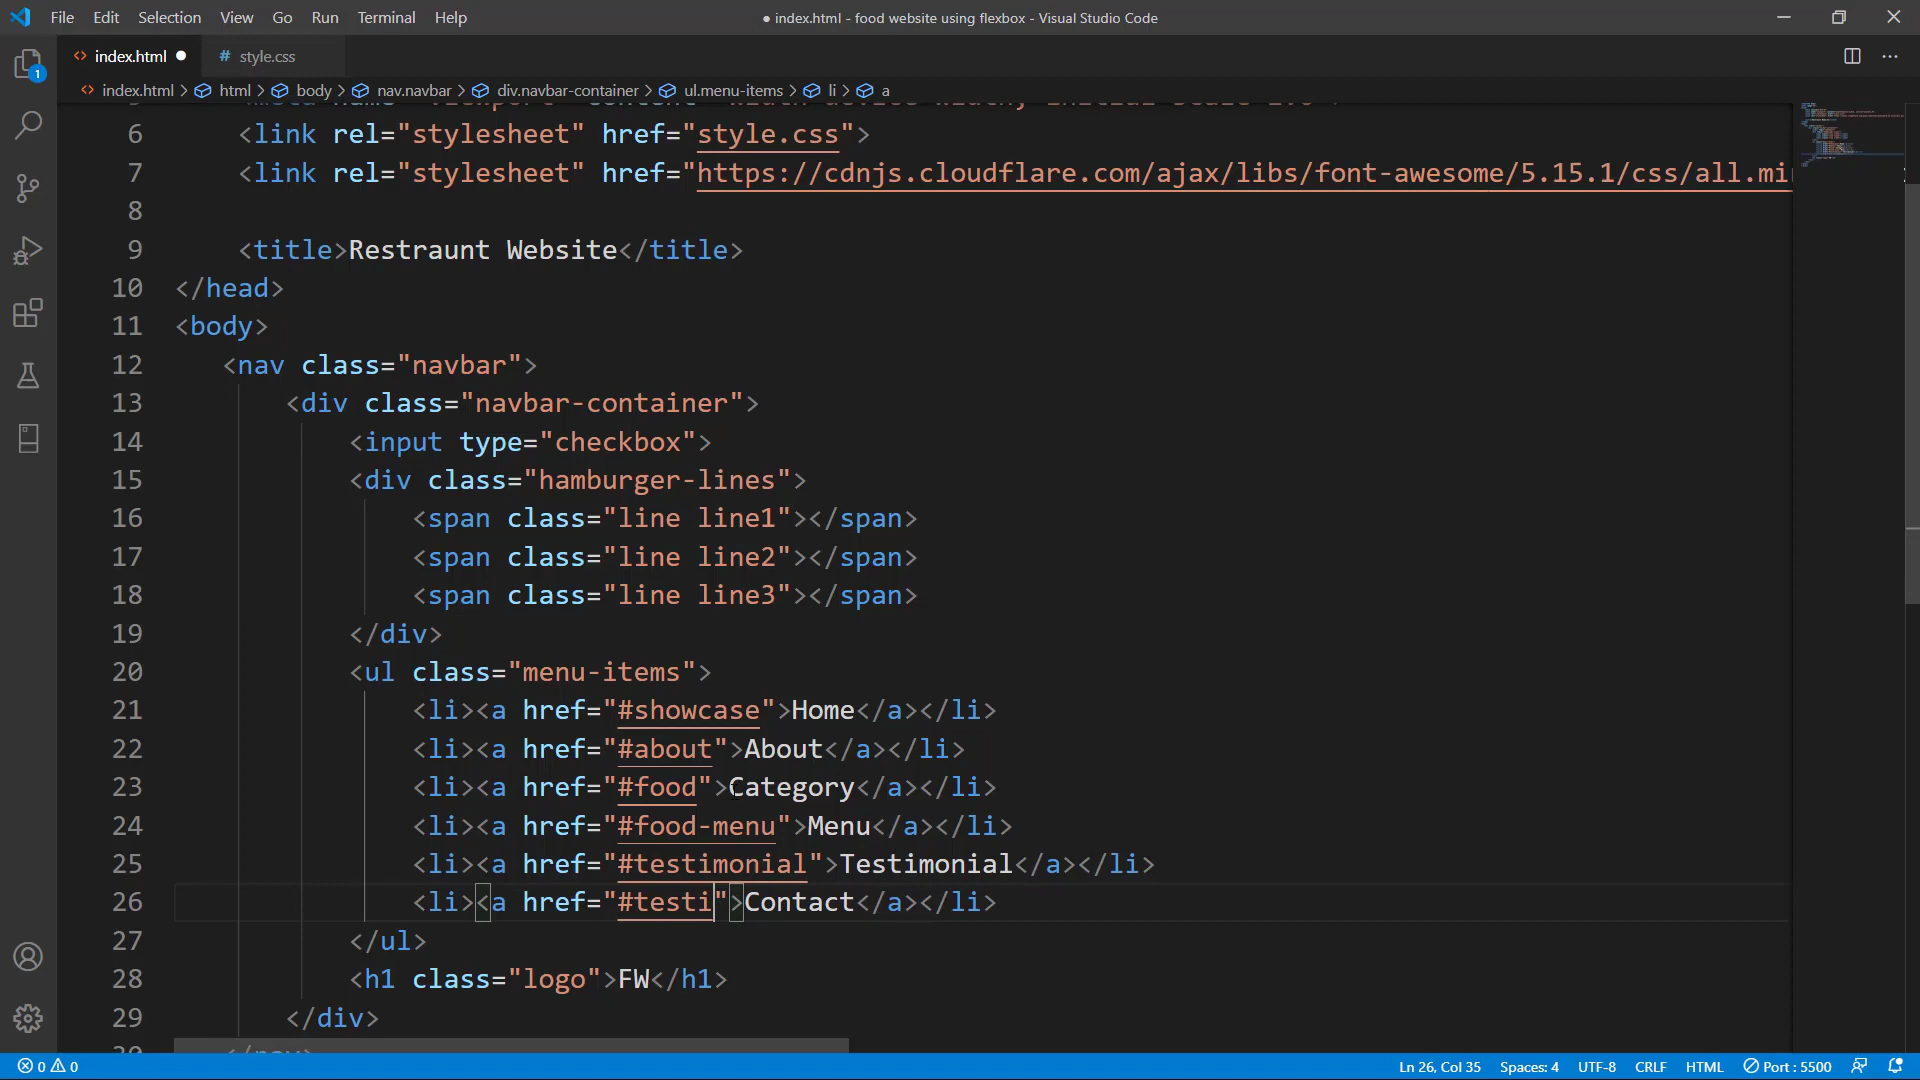 File Edit Selection View Go Run Terminal Help
● index.html - food website using flexbox - Visual Studio Code
index.html ●
# style.css
index.html > html > body > nav.navbar > div.navbar-container > ul.menu-items > li > a
6 <link rel="stylesheet" href="style.css">
7 <link rel="stylesheet" href="https://cdnjs.cloudflare.com/ajax/libs/font-awesome/5.15.1/css/all.mi
8
9 <title>Restraunt Website</title>
10 </head>
11 <body>
12 <nav class="navbar">
13 <div class="navbar-container">
14 <input type="checkbox">
15 <div class="hamburger-lines">
16 <span class="line line1"></span>
17 <span class="line line2"></span>
18 <span class="line line3"></span>
19 </div>
20 <ul class="menu-items">
21 <li><a href="#showcase">Home</a></li>
22 <li><a href="#about">About</a></li>
23 <li><a href="#food">Category</a></li>
24 <li><a href="#food-menu">Menu</a></li>
25 <li><a href="#testimonial">Testimonial</a></li>
26 <li><a href="#testi">Contact</a></li>
27 </ul>
28 <h1 class="logo">FW</h1>
29 </div>
1
0 0
Ln 26, Col 35 Spaces: 4 UTF-8 CRLF HTML Port : 5500